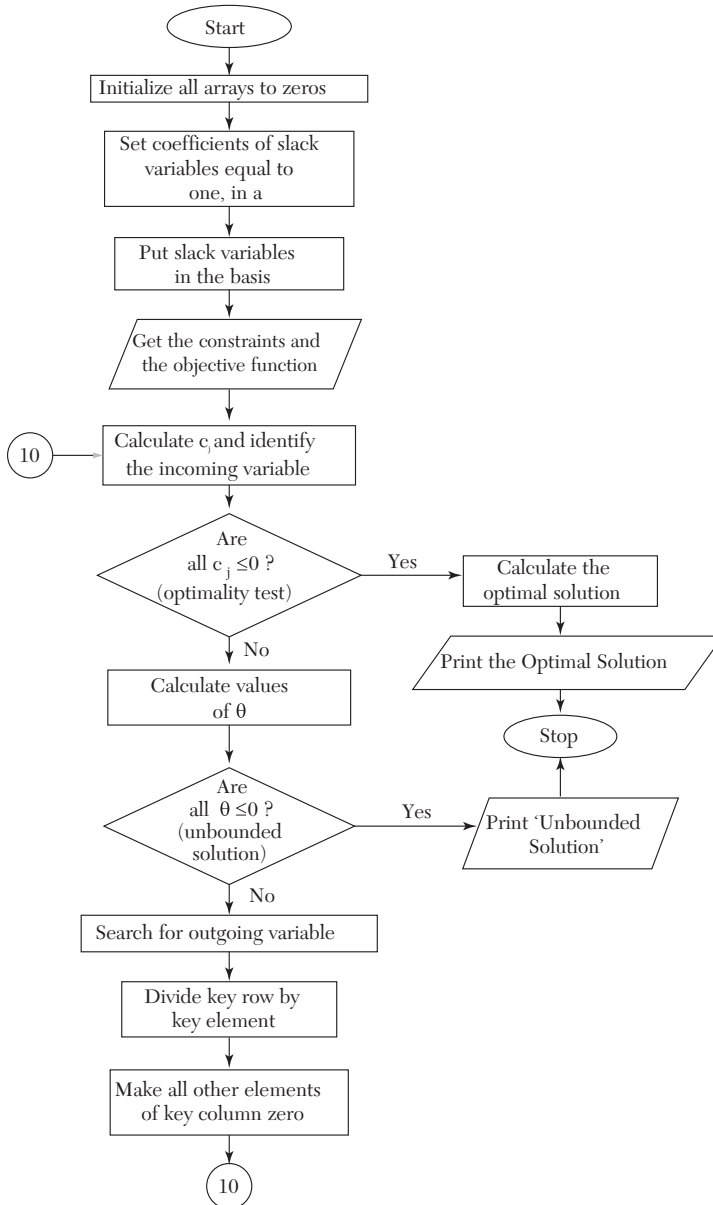 Start
Initialize all arrays to zeros
Set coefficients of slack
variables equal to
one, in a
Put slack variables
in the basis
Get the constraints and
the objective function
10
Calculate cⱼ and identify
the incoming variable
Are
all c j ≤0 ?
(optimality test)
Yes
Calculate the
optimal solution
Print the Optimal Solution
Stop
No
Calculate values
of θ
Are
all θ ≤0 ?
(unbounded
solution)
Yes
Print ‘Unbounded
Solution’
No
Search for outgoing variable
Divide key row by
key element
Make all other elements
of key column zero
10